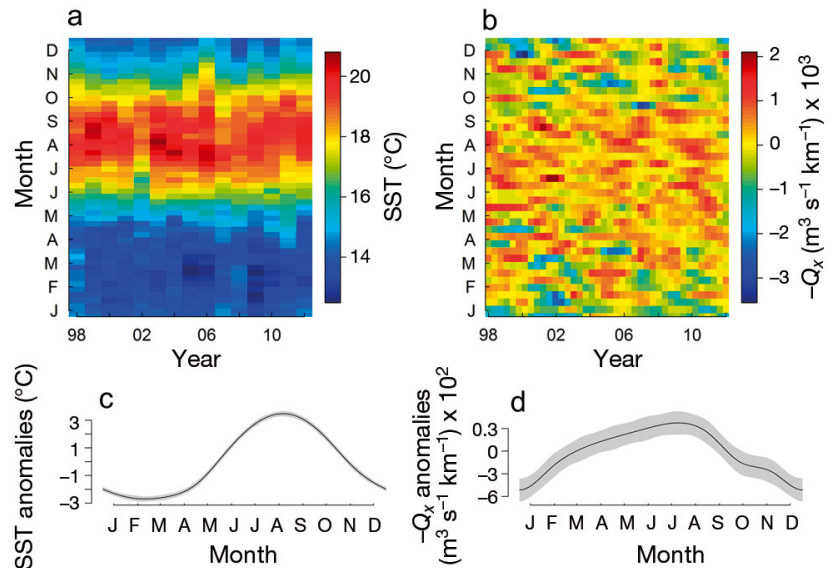 a
D
N
O
S
A
J
J
M
A
M
F
J
Month
98 02 06 10
Year
20
18
16
14
SST (°C)
b
D
N
O
S
A
J
J
M
A
M
F
J
Month
98 02 06 10
Year
2
1
0
−1
−2
−3
−Qx (m³ s⁻¹ km⁻¹) x 10³
c
SST anomalies (°C)
3
1
−1
−3
J F M A M J J A S O N D
Month
d
−Qx anomalies
(m³ s⁻¹ km⁻¹) x 10²
0.3
0
−3
−6
J F M A M J J A S O N D
Month